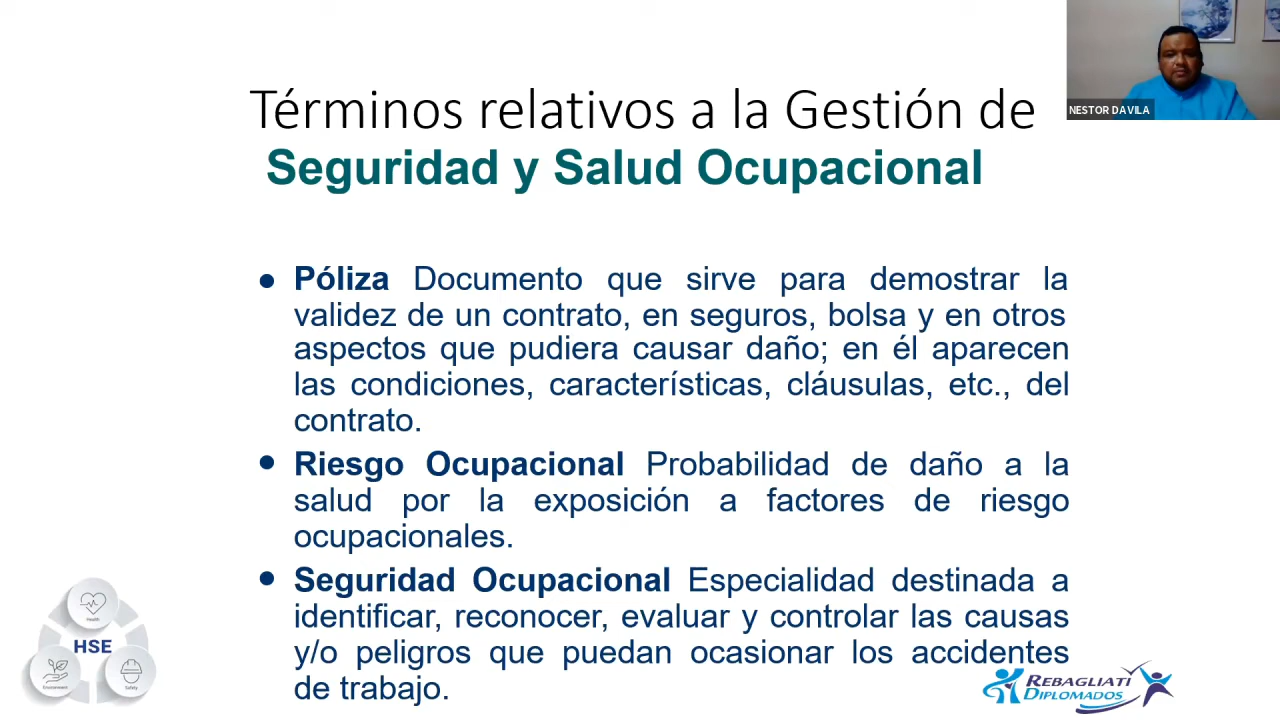 NESTOR DAVILA
Términos relativos a la Gestión de
Seguridad y Salud Ocupacional
● Póliza Documento que sirve para demostrar la
validez de un contrato, en seguros, bolsa y en otros
aspectos que pudiera causar daño; en él aparecen
las condiciones, características, cláusulas, etc., del
contrato.
● Riesgo Ocupacional Probabilidad de daño a la
salud por la exposición a factores de riesgo
ocupacionales.
● Seguridad Ocupacional Especialidad destinada a
identificar, reconocer, evaluar y controlar las causas
y/o peligros que puedan ocasionar los accidentes
de trabajo.
Health
HSE
Environment
Safety
REBAGLIATI
DIPLOMADOS